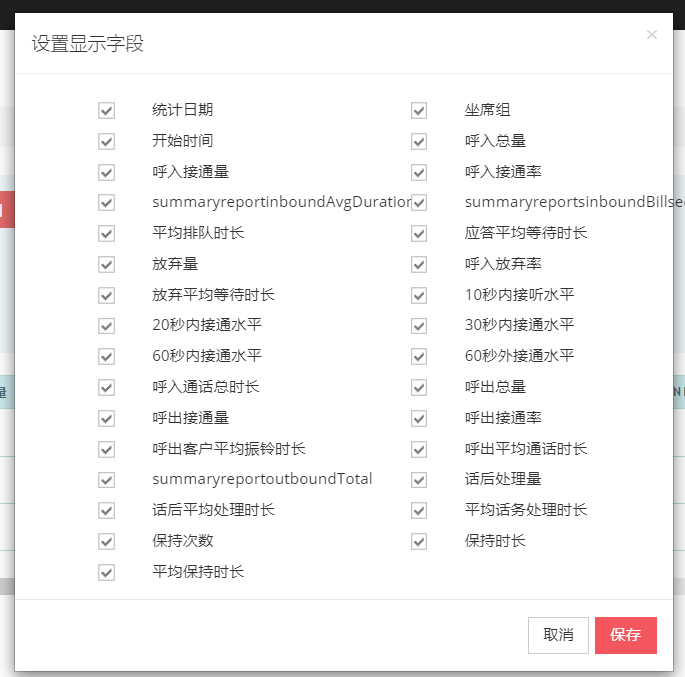 设置显示字段
×
统计日期 坐席组
开始时间 呼入总量
呼入接通量 呼入接通率
summaryreportinboundAvgDuration summaryreportsinboundBillse
平均排队时长 应答平均等待时长
放弃量 呼入放弃率
放弃平均等待时长 10秒内接听水平
20秒内接通水平 30秒内接通水平
60秒内接通水平 60秒外接通水平
呼入通话总时长 呼出总量
呼出接通量 呼出接通率
呼出客户平均振铃时长 呼出平均通话时长
summaryreportoutboundTotal 话后处理量
话后平均处理时长 平均话务处理时长
保持次数 保持时长
平均保持时长
取消 保存